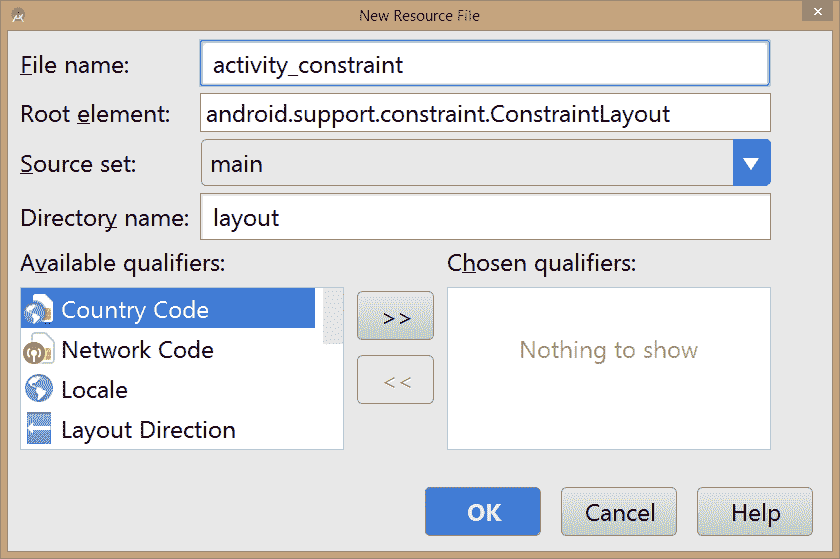 New Resource File
File name: activity_constraint
Root element: android.support.constraint.ConstraintLayout
Source set: main
Directory name: layout
Available qualifiers: Chosen qualifiers:
Country Code
Network Code
Locale
Layout Direction
>>
<<
Nothing to show
OK Cancel Help